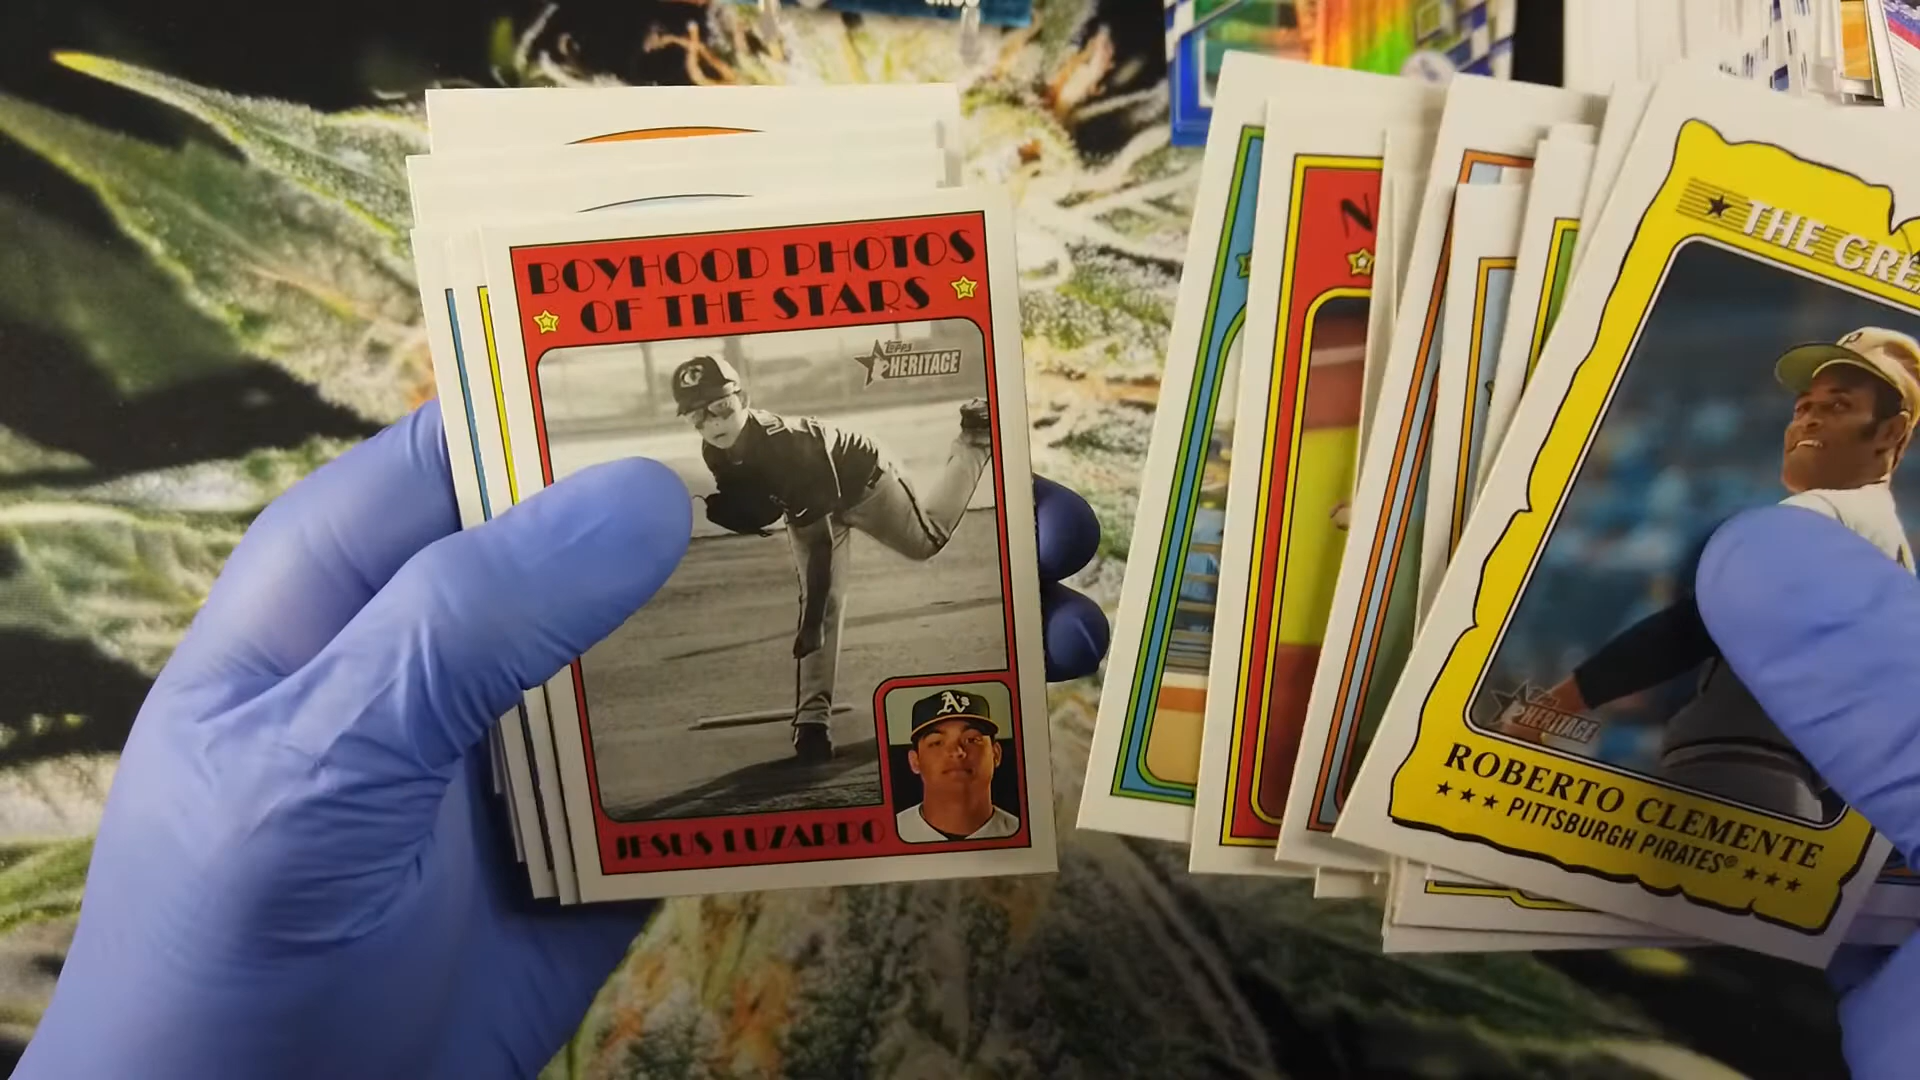 BOYHOOD PHOTOS
OF THE STARS
Topps
HERITAGE
A's
JESUS LUZARDO
N
THE GRE
P
Topps
HERITAGE
ROBERTO CLEMENTE
PITTSBURGH PIRATES®